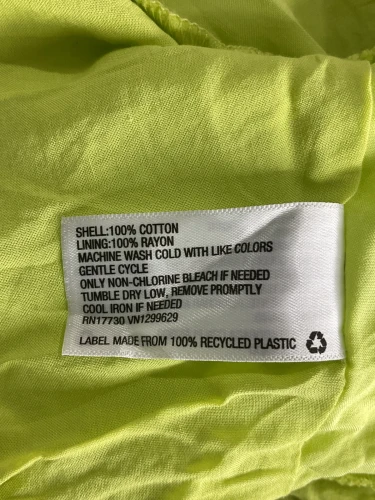 SHELL:100% COTTON
LINING:100% RAYON
MACHINE WASH COLD WITH LIKE COLORS
GENTLE CYCLE
ONLY NON-CHLORINE BLEACH IF NEEDED
TUMBLE DRY LOW, REMOVE PROMPTLY
COOL IRON IF NEEDED
RN17730 VN1299629
LABEL MADE FROM 100% RECYCLED PLASTIC